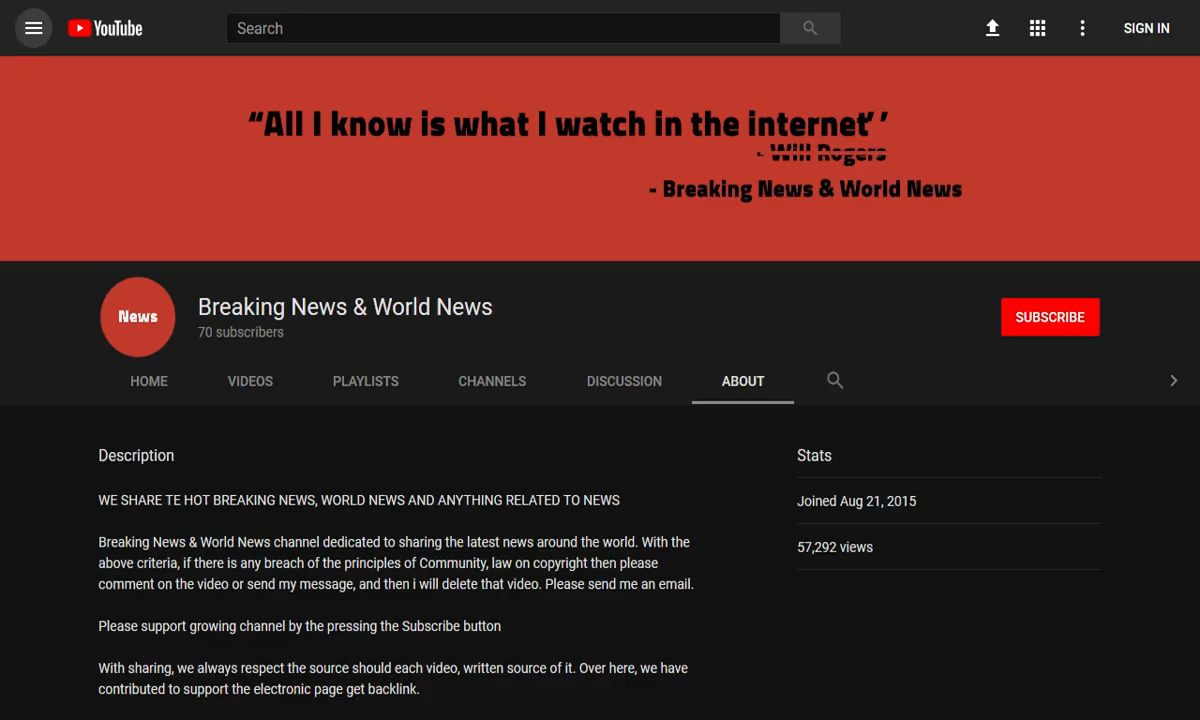 YouTube
Search
SIGN IN
“All I know is what I watch in the internet’’
- Will Rogers
- Breaking News & World News
News
Breaking News & World News
70 subscribers
SUBSCRIBE
HOME VIDEOS PLAYLISTS CHANNELS DISCUSSION ABOUT
Description
WE SHARE TE HOT BREAKING NEWS, WORLD NEWS AND ANYTHING RELATED TO NEWS
Breaking News & World News channel dedicated to sharing the latest news around the world. With the
above criteria, if there is any breach of the principles of Community, law on copyright then please
comment on the video or send my message, and then i will delete that video. Please send me an email.
Please support growing channel by the pressing the Subscribe button
With sharing, we always respect the source should each video, written source of it. Over here, we have
contributed to support the electronic page get backlink.
Stats
Joined Aug 21, 2015
57,292 views